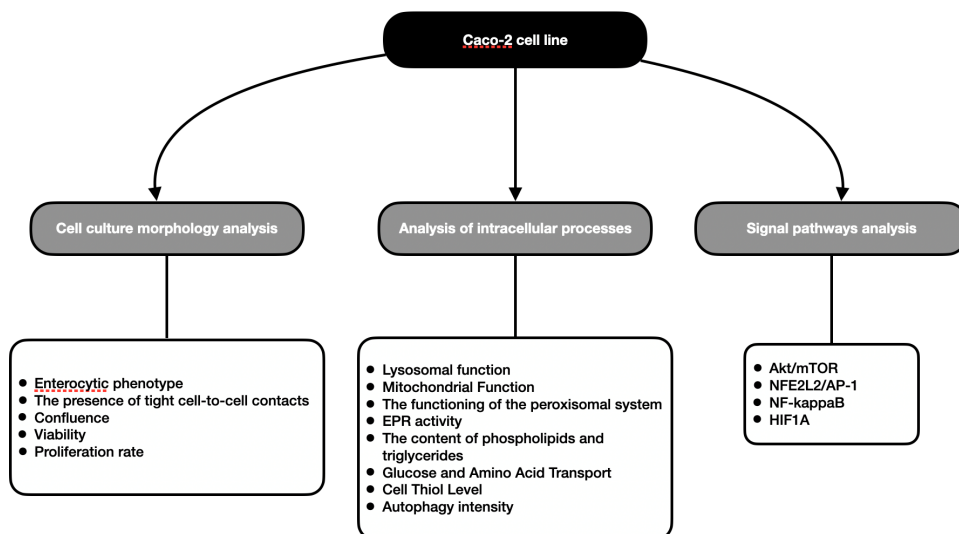 Caco-2 cell line
Cell culture morphology analysis
Analysis of intracellular processes
Signal pathways analysis
● Enterocytic phenotype
● The presence of tight cell-to-cell contacts
● Confluence
● Viability
● Proliferation rate
● Lysosomal function
● Mitochondrial Function
● The functioning of the peroxisomal system
● EPR activity
● The content of phospholipids and
triglycerides
● Glucose and Amino Acid Transport
● Cell Thiol Level
● Autophagy intensity
● Akt/mTOR
● NFE2L2/AP-1
● NF-kappaB
● HIF1A